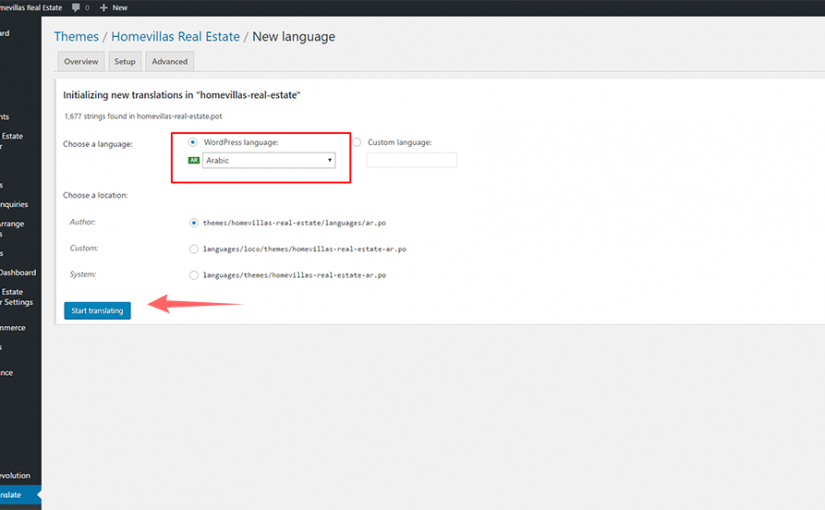 mevillas Real Estate 0 New
Themes / Homevillas Real Estate / New language
Overview Setup Advanced
Initializing new translations in "homevillas-real-estate"
1,677 strings found in homevillas-real-estate.pot
Choose a language:
WordPress language:
Custom language:
AR Arabic
Choose a location:
Author: themes/homevillas-real-estate/languages/ar.po
Custom: languages/loco/themes/homevillas-real-estate-ar.po
System: languages/themes/homevillas-real-estate-ar.po
Start translating
ard
nts
Estate
r
s
nquiries
rrange
s
s
Dashboard
Estate
r Settings
mmerce
s
nce
evolution
nslate